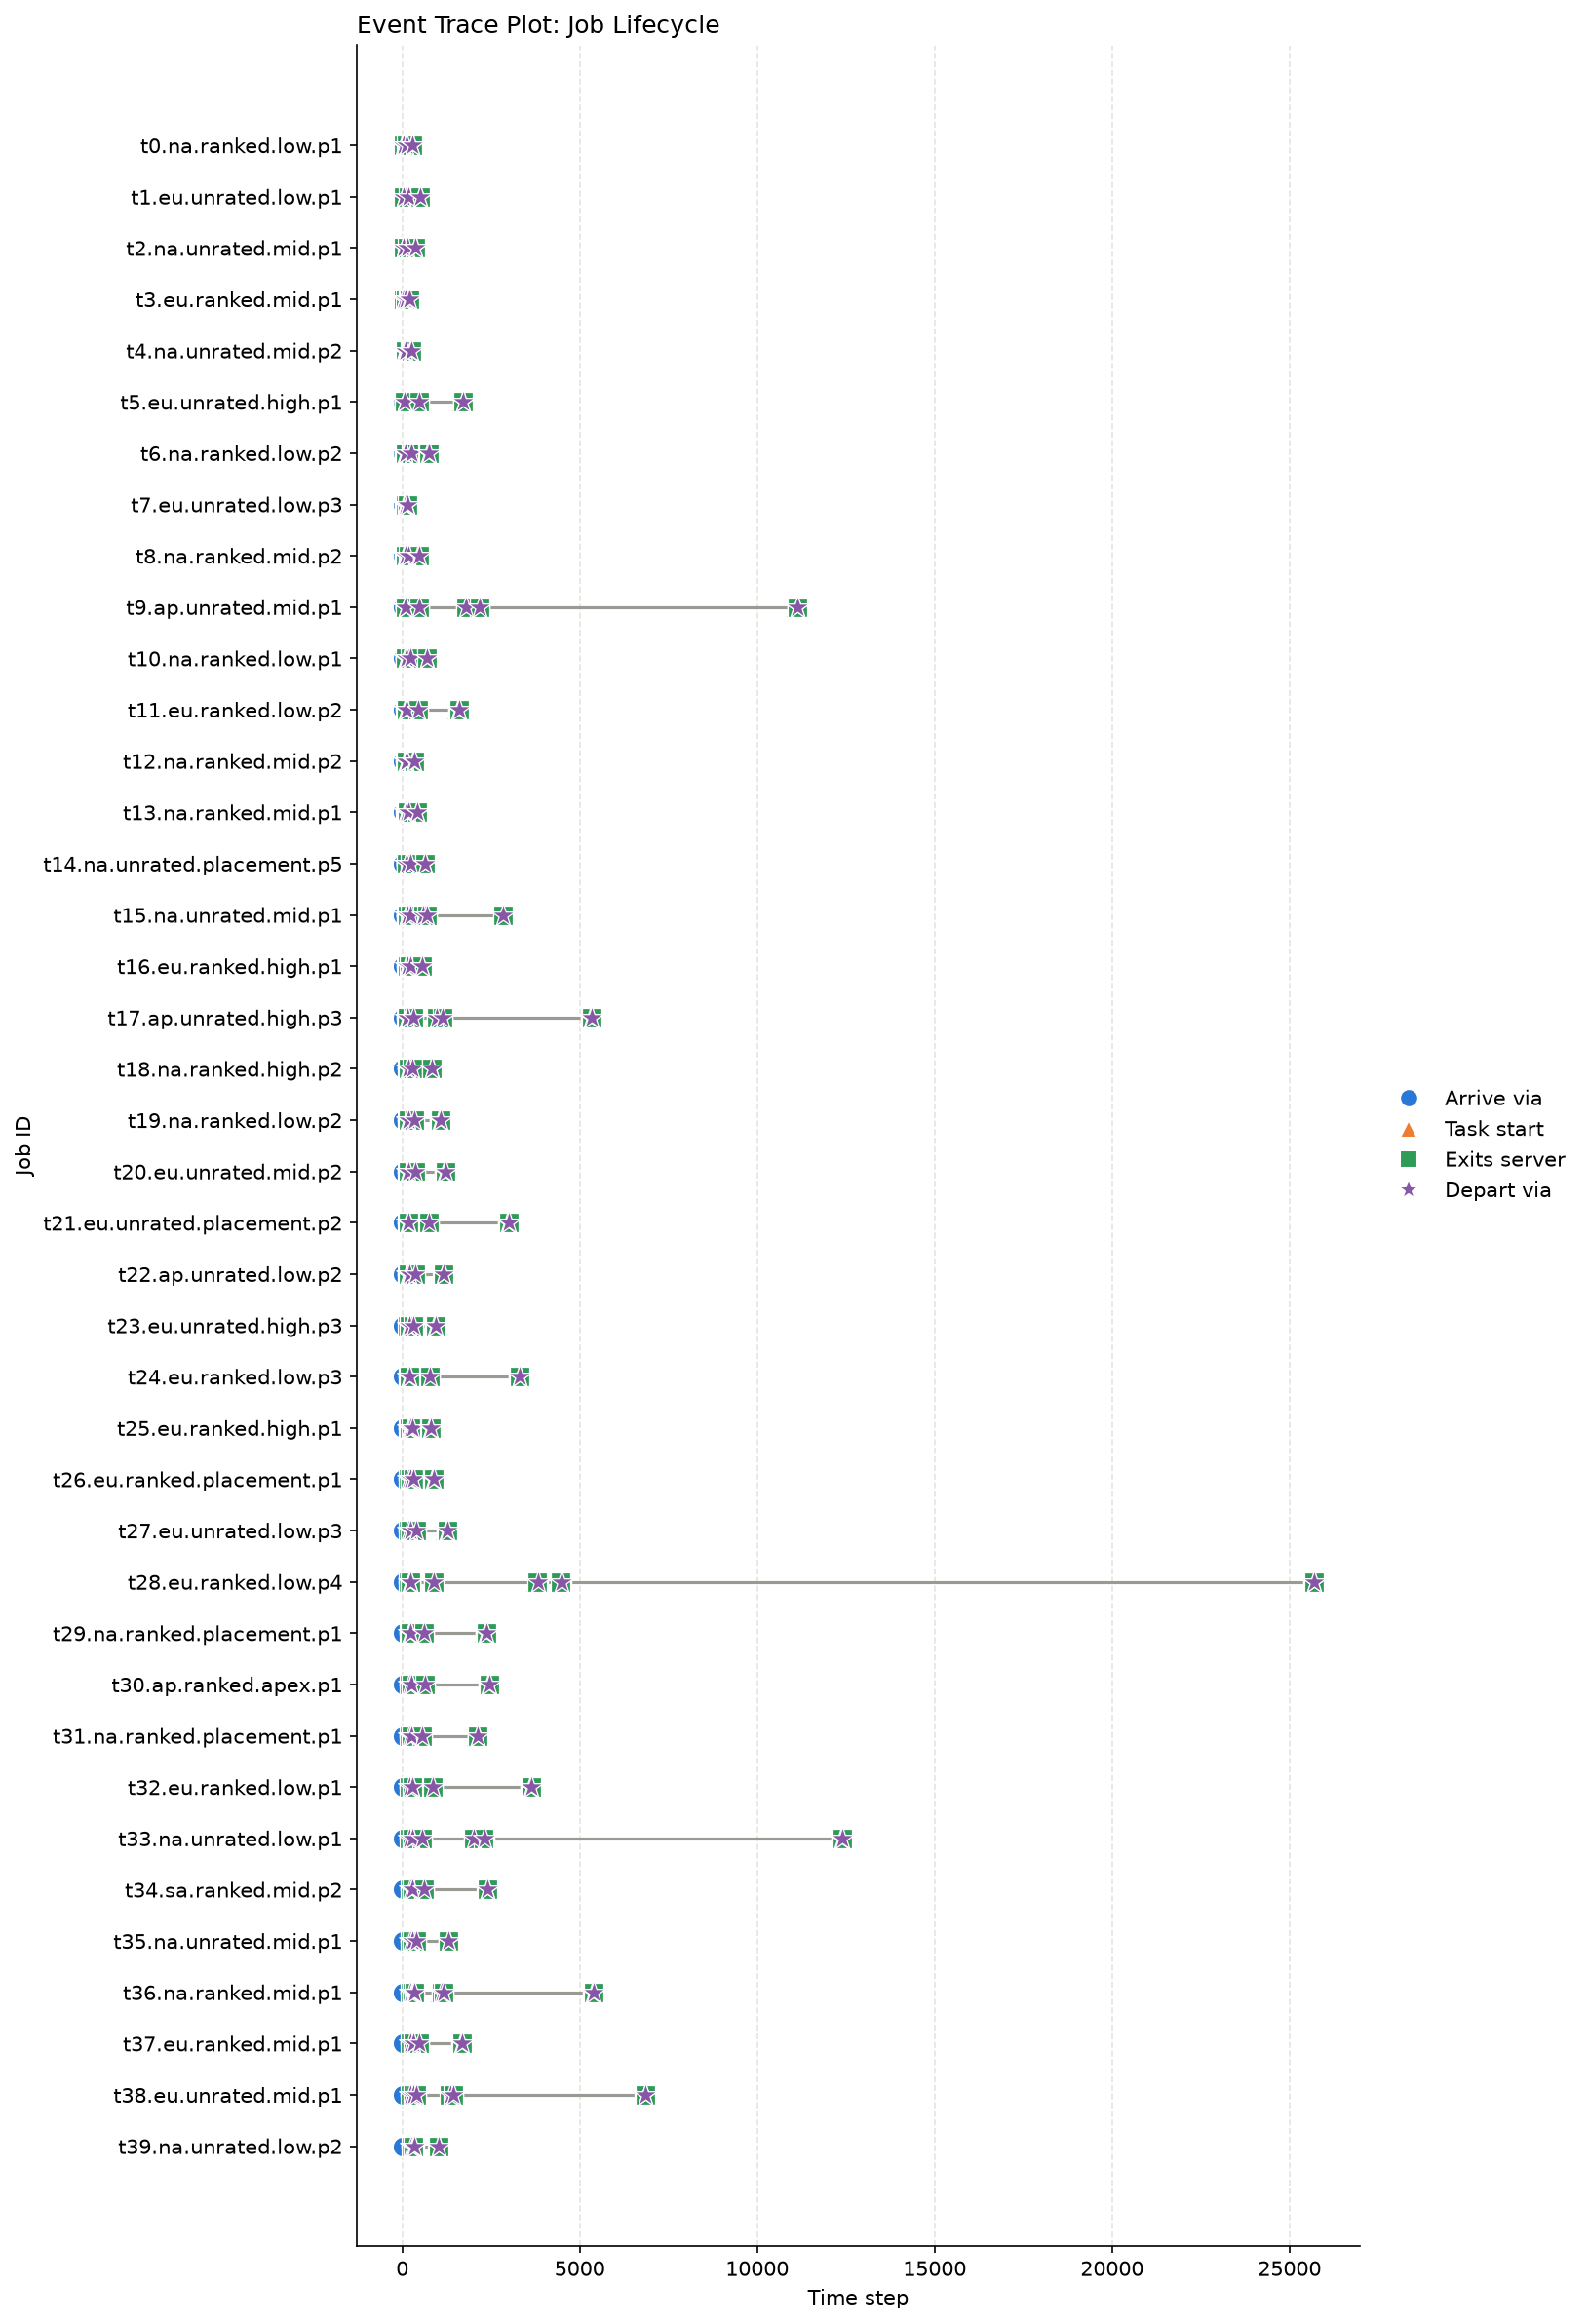 Event Trace Plot: Job Lifecycle
t0.na.ranked.low.p1
t1.eu.unrated.low.p1
t2.na.unrated.mid.p1
t3.eu.ranked.mid.p1
t4.na.unrated.mid.p2
t5.eu.unrated.high.p1
t6.na.ranked.low.p2
t7.eu.unrated.low.p3
t8.na.ranked.mid.p2
t9.ap.unrated.mid.p1
t10.na.ranked.low.p1
t11.eu.ranked.low.p2
t12.na.ranked.mid.p2
t13.na.ranked.mid.p1
t14.na.unrated.placement.p5
t15.na.unrated.mid.p1
t16.eu.ranked.high.p1
t17.ap.unrated.high.p3
t18.na.ranked.high.p2
t19.na.ranked.low.p2
t20.eu.unrated.mid.p2
t21.eu.unrated.placement.p2
t22.ap.unrated.low.p2
t23.eu.unrated.high.p3
t24.eu.ranked.low.p3
t25.eu.ranked.high.p1
t26.eu.ranked.placement.p1
t27.eu.unrated.low.p3
t28.eu.ranked.low.p4
t29.na.ranked.placement.p1
t30.ap.ranked.apex.p1
t31.na.ranked.placement.p1
t32.eu.ranked.low.p1
t33.na.unrated.low.p1
t34.sa.ranked.mid.p2
t35.na.unrated.mid.p1
t36.na.ranked.mid.p1
t37.eu.ranked.mid.p1
t38.eu.unrated.mid.p1
t39.na.unrated.low.p2
Job ID
0 5000 10000 15000 20000 25000
Time step
Arrive via
Task start
Exits server
Depart via